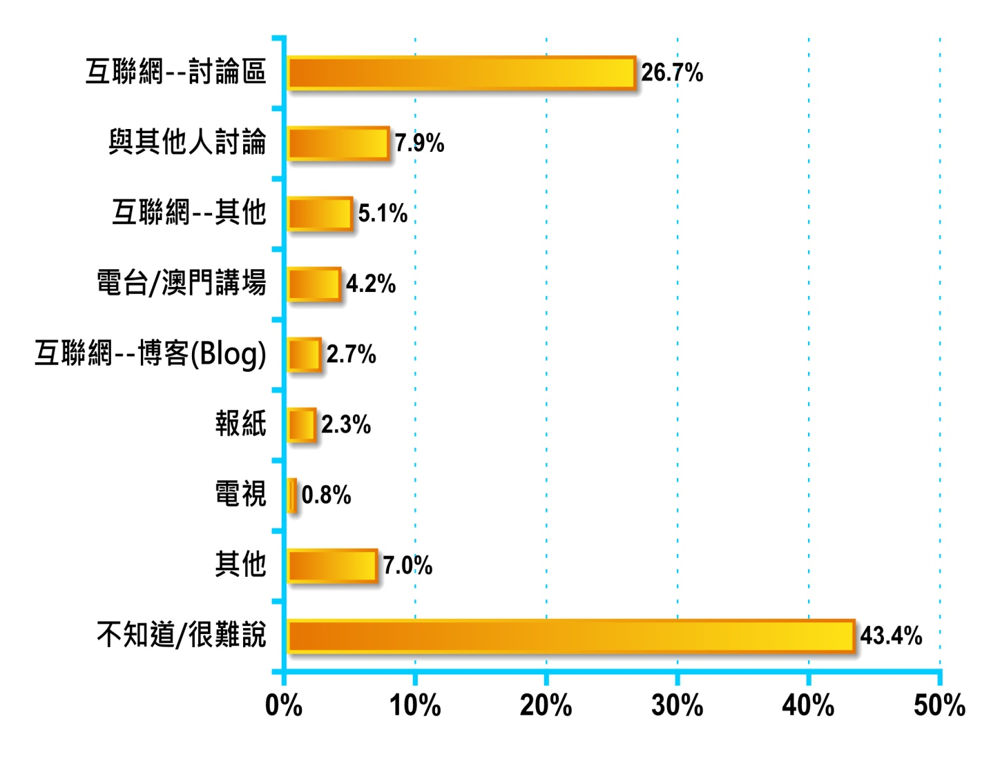 互聯網--討論區 26.7%
與其他人討論 7.9%
互聯網--其他 5.1%
電台/澳門講場 4.2%
互聯網--博客(Blog) 2.7%
報紙 2.3%
電視 0.8%
其他 7.0%
不知道/很難說 43.4%
0% 10% 20% 30% 40% 50%